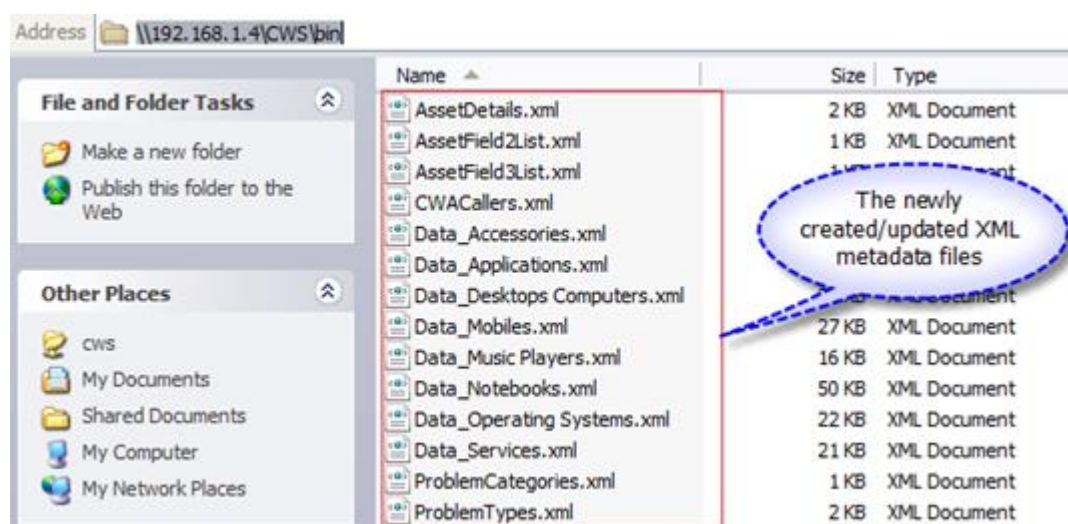 Address \\192.168.1.4\CWS\bin
File and Folder Tasks
Make a new folder
Publish this folder to the
Web
Other Places
cws
My Documents
Shared Documents
My Computer
My Network Places
Name Size Type
AssetDetails.xml 2 KB XML Document
AssetField2List.xml 1 KB XML Document
AssetField3List.xml
CWACallers.xml
Data_Accessories.xml
Data_Applications.xml
Data_Desktops Computers.xml
Data_Mobiles.xml 27 KB XML Document
Data_Music Players.xml 16 KB XML Document
Data_Notebooks.xml 50 KB XML Document
Data_Operating Systems.xml 22 KB XML Document
Data_Services.xml 21 KB XML Document
ProblemCategories.xml 1 KB XML Document
ProblemTypes.xml 2 KB XML Document
The newly
created/updated XML
metadata files